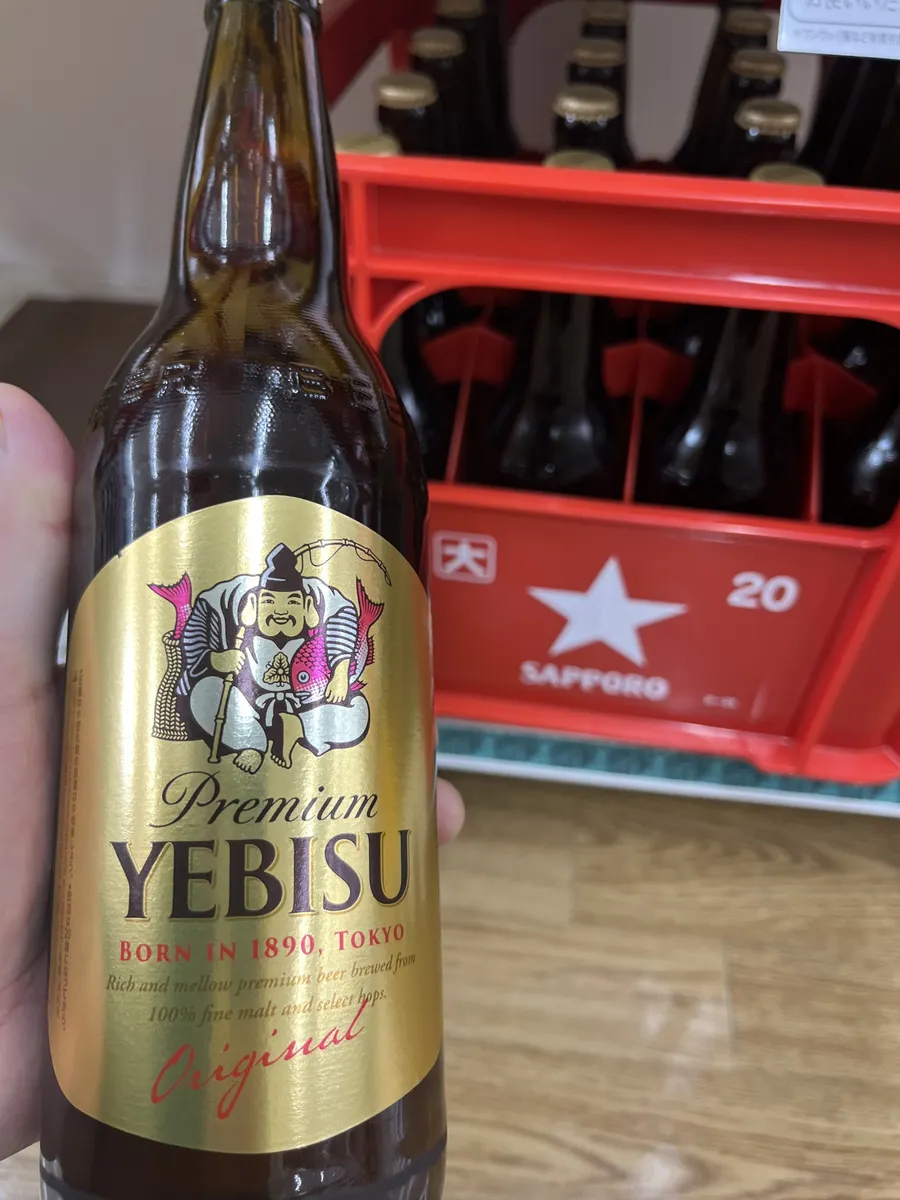 Premium
YEBISU
BORN IN 1890, TOKYO
Rich and mellow premium beer brewed from
100% fine malt and select hops.
Original
大
20
SAPPORO